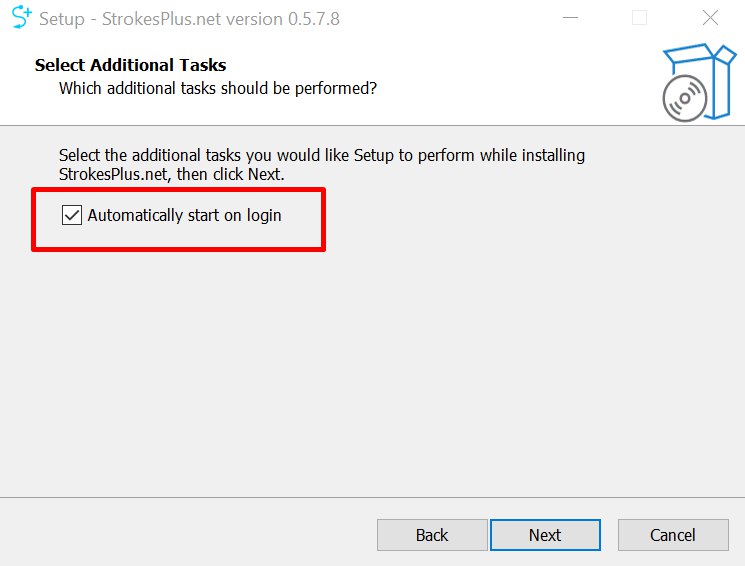 Setup - StrokesPlus.net version 0.5.7.8
Select Additional Tasks
Which additional tasks should be performed?
Select the additional tasks you would like Setup to perform while installing
StrokesPlus.net, then click Next.
Automatically start on login
Back
Next
Cancel